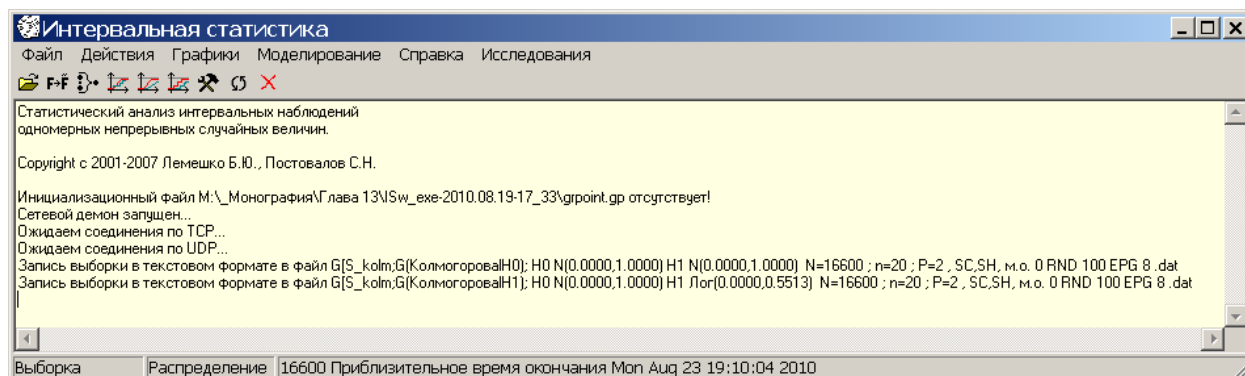 Интервальная статистика
Файл Действия Графики Моделирование Справка Исследования
Статистический анализ интервальных наблюдений
одномерных непрерывных случайных величин.
Copyright с 2001-2007 Лемешко Б.Ю., Постовалов С.Н.
Инициализационный файл M:\_Монография\Глава 13\ISw_exe-2010.08.19-17_33\grpoint.gp отсутствует!
Сетевой демон запущен...
Ожидаем соединения по TCP...
Ожидаем соединения по UDP...
Запись выборки в текстовом формате в файл G[S_kolm;G(КолмогороваlH0); H0 N(0.0000,1.0000) H1 N(0.0000,1.0000) N=16600 ; n=20 ; P=2 , SC,SH, м.о. 0 RND 100 EPG 8 .dat
Запись выборки в текстовом формате в файл G[S_kolm;G(КолмогороваlH1); H0 N(0.0000,1.0000) H1 Лог(0.0000,0.5513) N=16600 ; n=20 ; P=2 , SC,SH, м.о. 0 RND 100 EPG 8 .dat
Выборка Распределение 16600 Приблизительное время окончания Mon Aug 23 19:10:04 2010